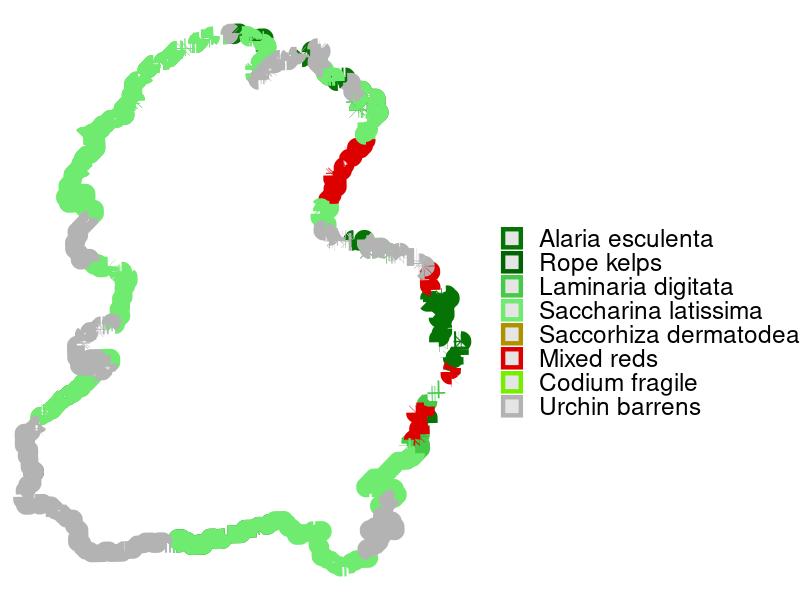 Alaria esculenta
Rope kelps
Laminaria digitata
Saccharina latissima
Saccorhiza dermatodea
Mixed reds
Codium fragile
Urchin barrens